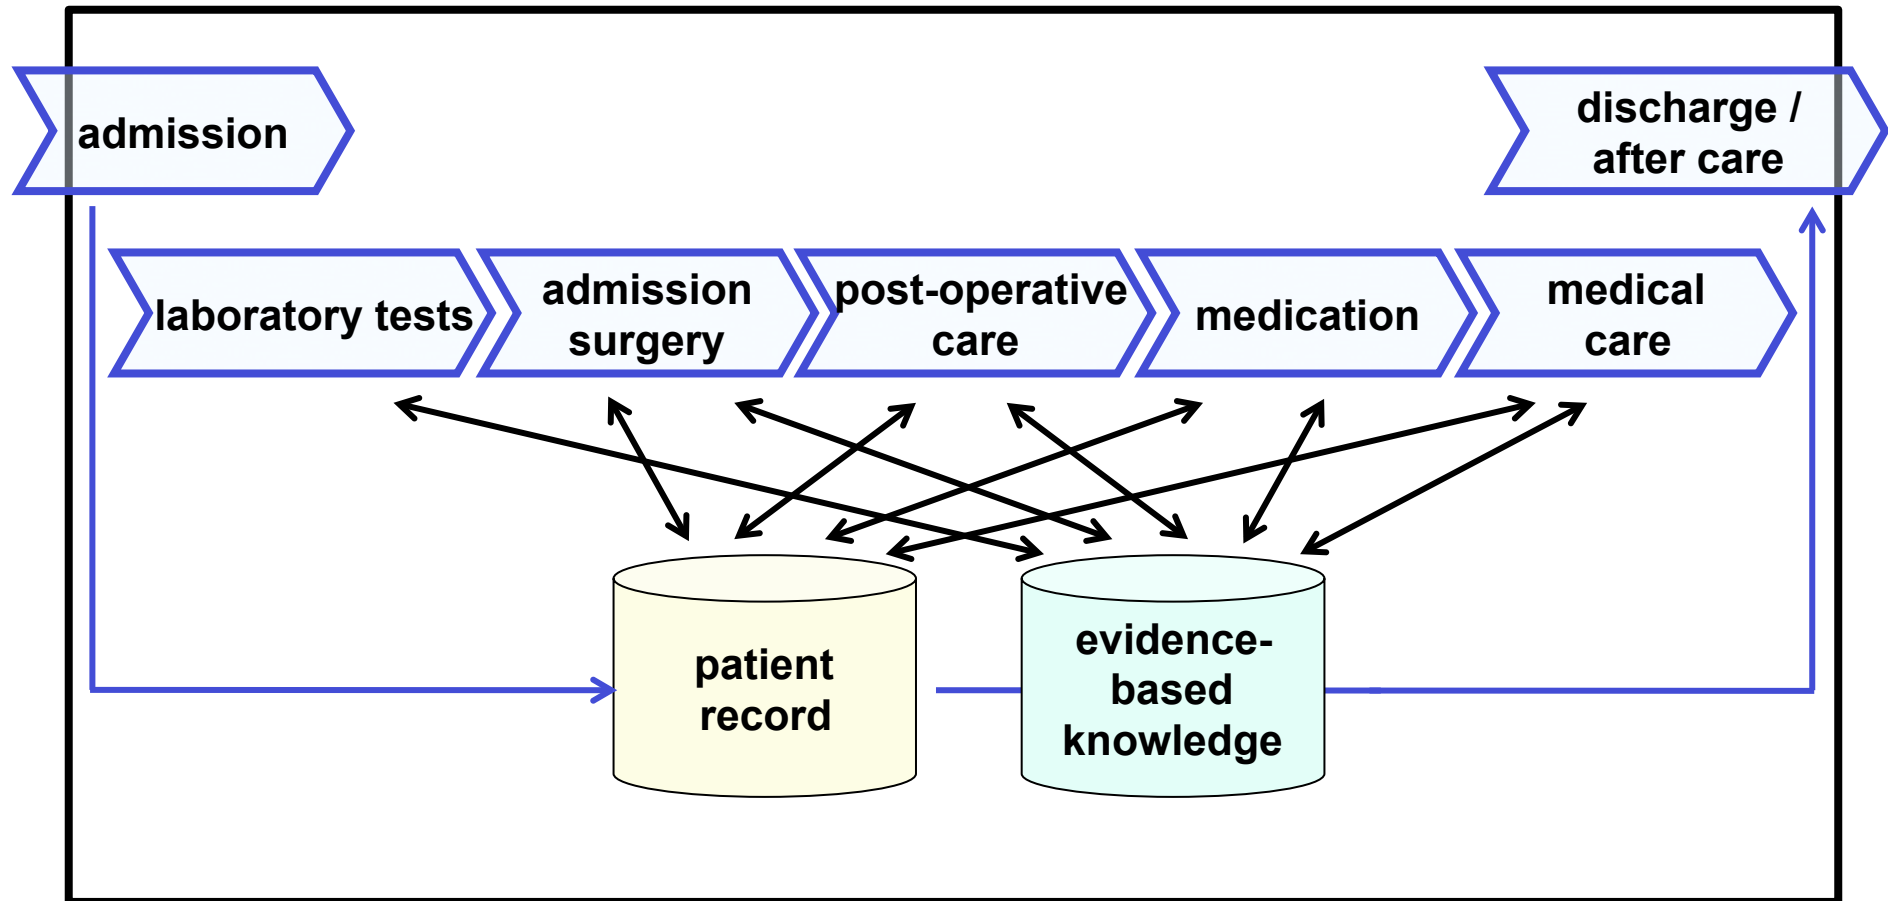 admission
discharge /
after care
laboratory tests
admission
surgery
post-operative
care
medication
medical
care
patient
record
evidence-
based
knowledge